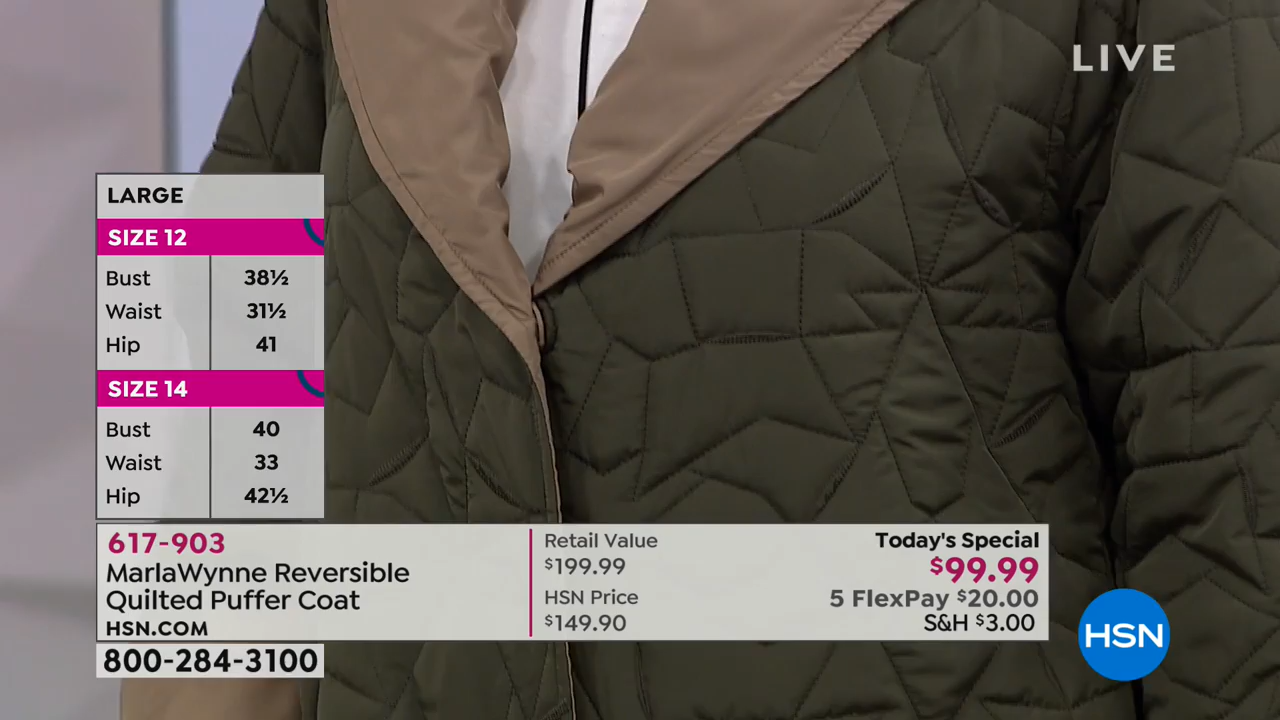 LIVE
LARGE
SIZE 12
Bust 38½
Waist 31½
Hip 41
SIZE 14
Bust 40
Waist 33
Hip 42½
617-903
MarlaWynne Reversible
Quilted Puffer Coat
HSN.COM
800-284-3100
Retail Value
$199.99
HSN Price
$149.90
Today's Special
$99.99
5 FlexPay $20.00
S&H $3.00
HSN